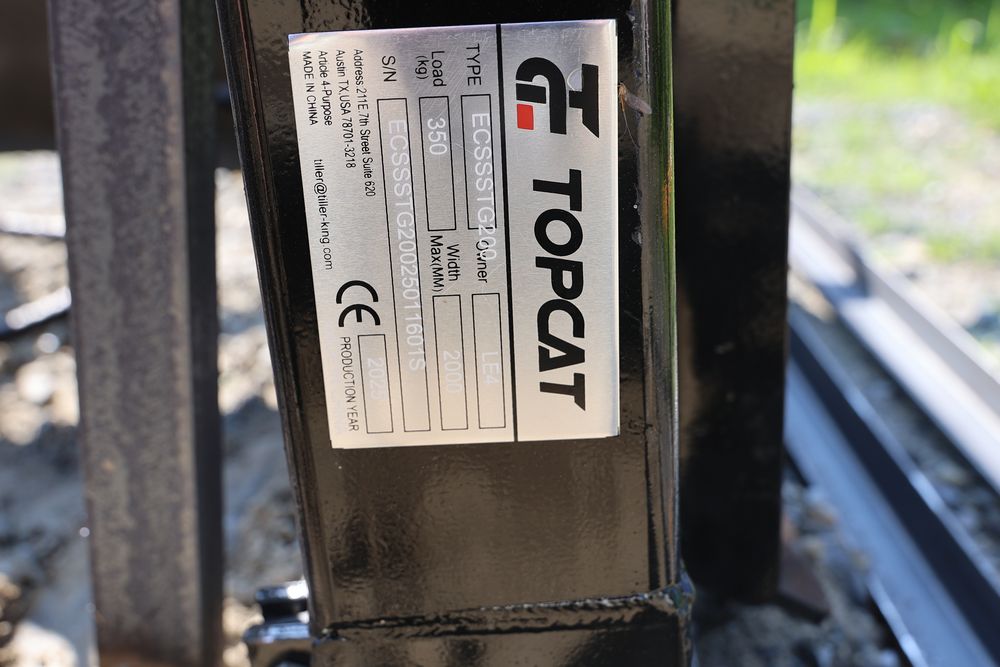 TOPCAT
TYPE ECSSSTG200 Owner LE4
Load (kg) 350 Width Max(MM) 2000
S/N ECSSSTG20025011601S
Address:211E 7th Street Suite 620
Austin TX,USA 78701-3218
Article 4-Purpose
MADE IN CHINA
tiller@tiller-king.com
CE
2025
PRODUCTION YEAR